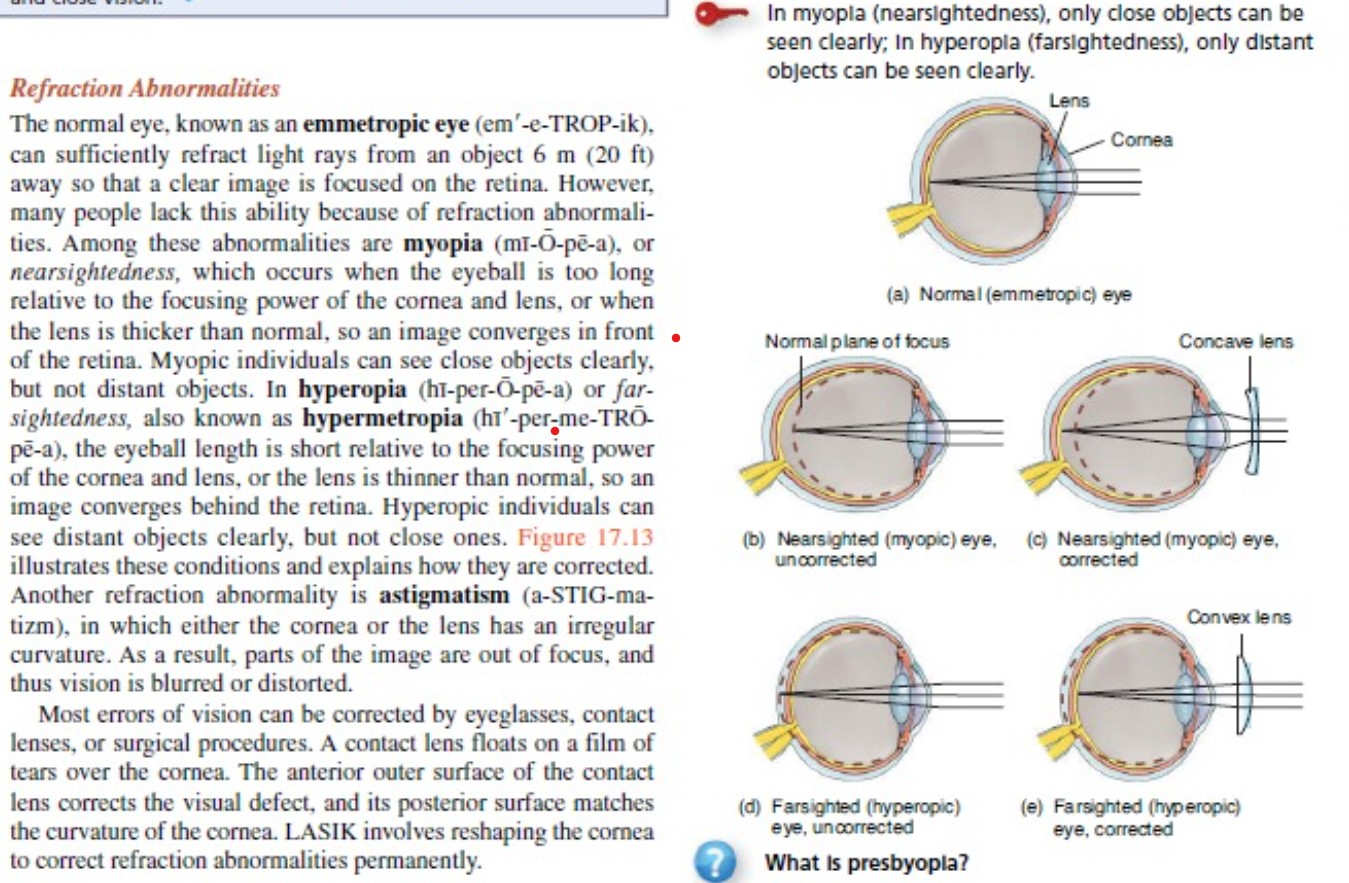 and close vision.
Refraction Abnormalities
The normal eye, known as an emmetropic eye (em′-e-TROP-ik),
can sufficiently refract light rays from an object 6 m (20 ft)
away so that a clear image is focused on the retina. However,
many people lack this ability because of refraction abnormali-
ties. Among these abnormalities are myopia (mī-Ō-pē-a), or
nearsightedness, which occurs when the eyeball is too long
relative to the focusing power of the cornea and lens, or when
the lens is thicker than normal, so an image converges in front
of the retina. Myopic individuals can see close objects clearly,
but not distant objects. In hyperopia (hī-per-Ō-pē-a) or far-
sightedness, also known as hypermetropia (hī′-per-me-TRŌ-
pē-a), the eyeball length is short relative to the focusing power
of the cornea and lens, or the lens is thinner than normal, so an
image converges behind the retina. Hyperopic individuals can
see distant objects clearly, but not close ones. Figure 17.13
illustrates these conditions and explains how they are corrected.
Another refraction abnormality is astigmatism (a-STIG-ma-
tizm), in which either the cornea or the lens has an irregular
curvature. As a result, parts of the image are out of focus, and
thus vision is blurred or distorted.
Most errors of vision can be corrected by eyeglasses, contact
lenses, or surgical procedures. A contact lens floats on a film of
tears over the cornea. The anterior outer surface of the contact
lens corrects the visual defect, and its posterior surface matches
the curvature of the cornea. LASIK involves reshaping the cornea
to correct refraction abnormalities permanently.
In myopia (nearsightedness), only close objects can be
seen clearly; in hyperopia (farsightedness), only distant
objects can be seen clearly.
Lens
Cornea
(a) Normal (emmetropic) eye
Normal plane of focus
Concave lens
(b) Nearsighted (myopic) eye,
uncorrected
(c) Nearsighted (myopic) eye,
corrected
Convex lens
(d) Farsighted (hyperopic)
eye, uncorrected
(e) Farsighted (hyperopic)
eye, corrected
? What is presbyopia?